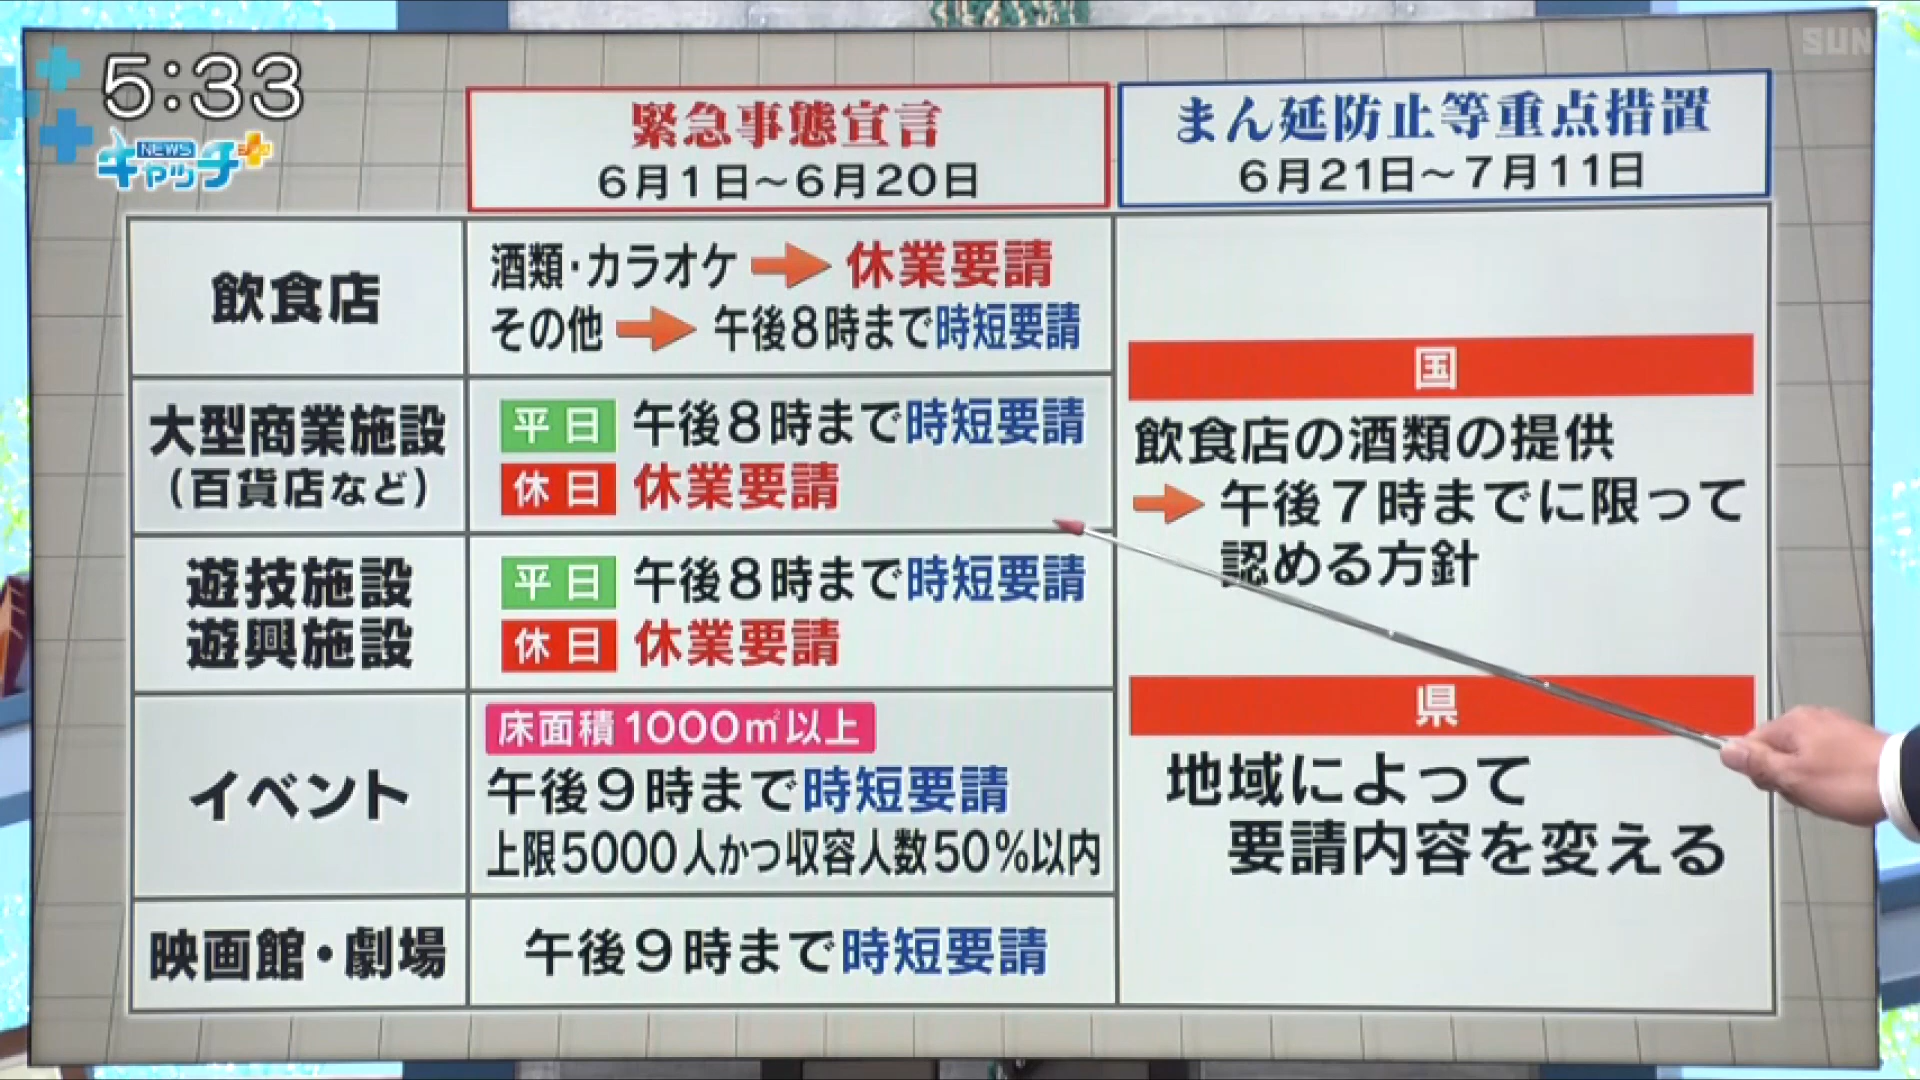 5:33
NEWS
キャッチ+
SUN
緊急事態宣言
6月1日～6月20日
まん延防止等重点措置
6月21日～7月11日
飲食店
酒類・カラオケ→休業要請
その他→午後8時まで時短要請
大型商業施設
(百貨店など)
平日 午後8時まで時短要請
休日 休業要請
遊技施設
遊興施設
平日 午後8時まで時短要請
休日 休業要請
イベント
床面積1000㎡以上
午後9時まで時短要請
上限5000人かつ収容人数50%以内
映画館・劇場
午後9時まで時短要請
国
飲食店の酒類の提供
→午後7時までに限って
認める方針
県
地域によって
要請内容を変える